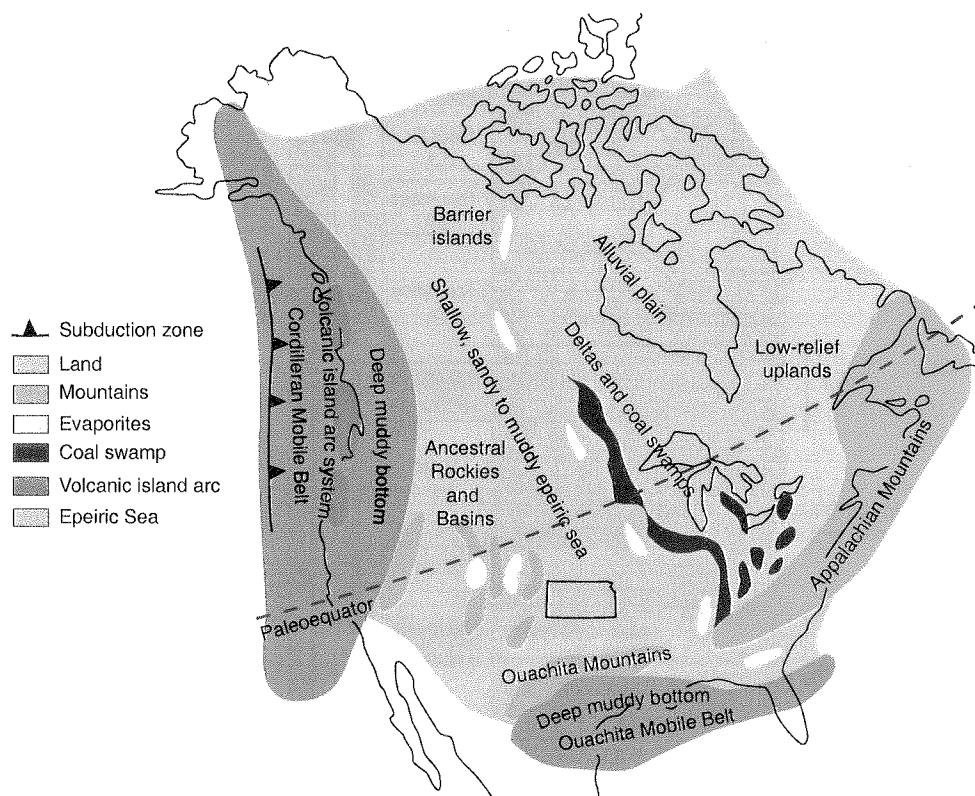 Barrier
islands
Alluvial plain
Low-relief
uplands
Shallow, sandy to muddy epeiric sea
Deltas and coal swamps
Volcanic island arc system
Cordilleran Mobile Belt
Deep muddy bottom
Ancestral
Rockies
and
Basins
Appalachian Mountains
Paleoequator
Ouachita Mountains
Deep muddy bottom
Ouachita Mobile Belt
Subduction zone
Land
Mountains
Evaporites
Coal swamp
Volcanic island arc
Epeiric Sea